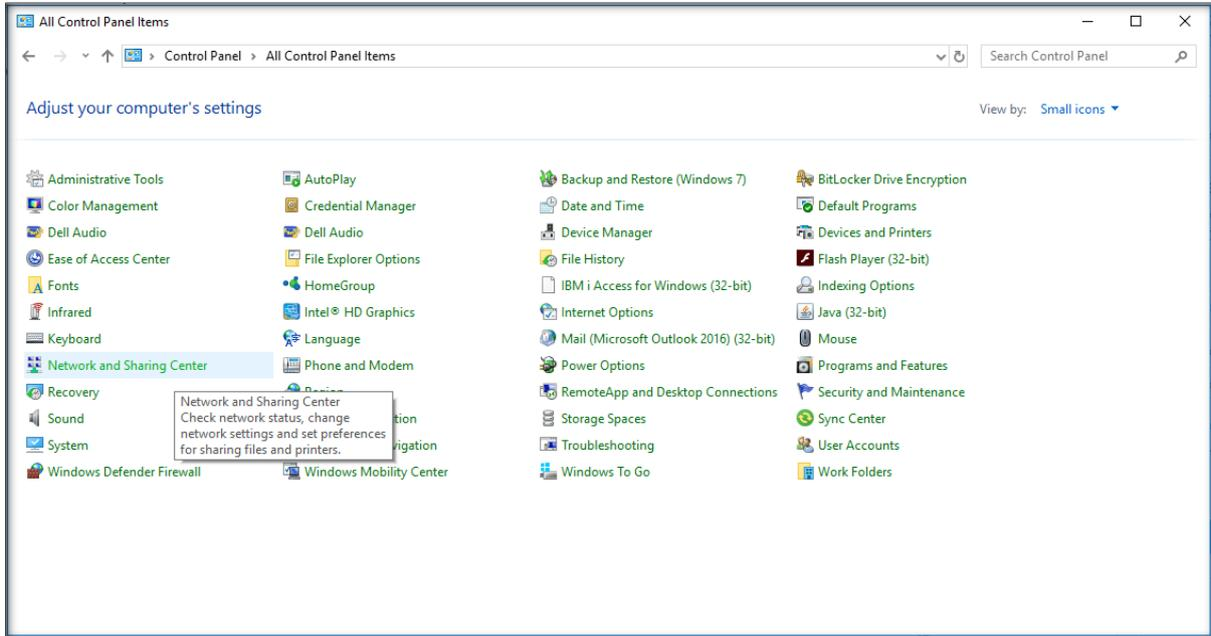 All Control Panel Items
Control Panel > All Control Panel Items
Search Control Panel
Adjust your computer's settings
View by: Small icons
Administrative Tools
AutoPlay
Backup and Restore (Windows 7)
BitLocker Drive Encryption
Color Management
Credential Manager
Date and Time
Default Programs
Dell Audio
Dell Audio
Device Manager
Devices and Printers
Ease of Access Center
File Explorer Options
File History
Flash Player (32-bit)
Fonts
HomeGroup
IBM i Access for Windows (32-bit)
Indexing Options
Infrared
Intel® HD Graphics
Internet Options
Java (32-bit)
Keyboard
Language
Mail (Microsoft Outlook 2016) (32-bit)
Mouse
Network and Sharing Center
Phone and Modem
Power Options
Programs and Features
Recovery
RemoteApp and Desktop Connections
Security and Maintenance
Network and Sharing Center
Check network status, change
network settings and set preferences
for sharing files and printers.
Sound
tion
Storage Spaces
Sync Center
System
vigation
Troubleshooting
User Accounts
Windows Defender Firewall
Windows Mobility Center
Windows To Go
Work Folders